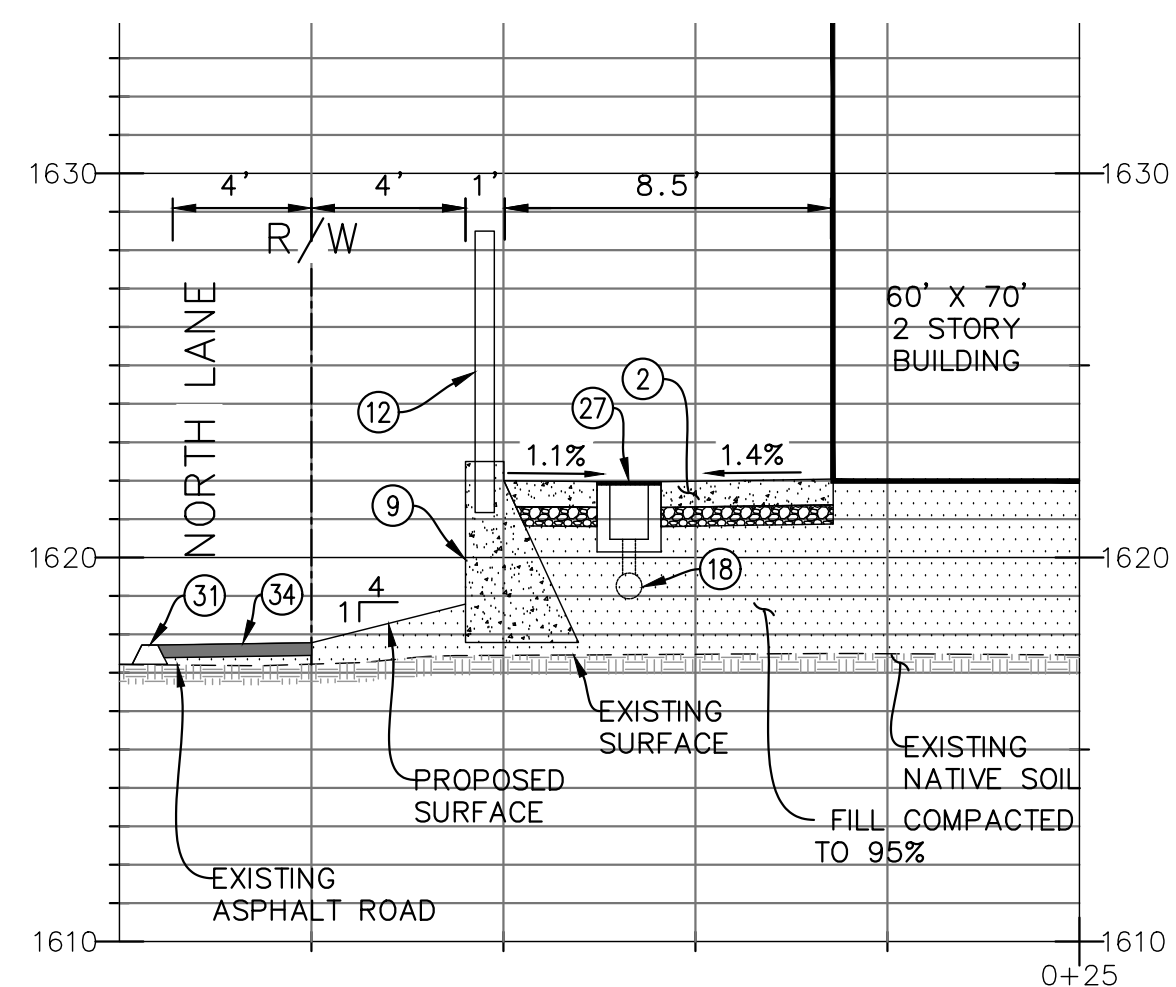 1630
1630
4'
4'
1'
8.5'
R/W
NORTH LANE
60' X 70'
2 STORY
BUILDING
12
27
2
1.1%
1.4%
9
1620
1620
18
31
34
1
4
EXISTING
SURFACE
EXISTING
NATIVE SOIL
PROPOSED
SURFACE
FILL COMPACTED
TO 95%
EXISTING
ASPHALT ROAD
1610
1610
0+25